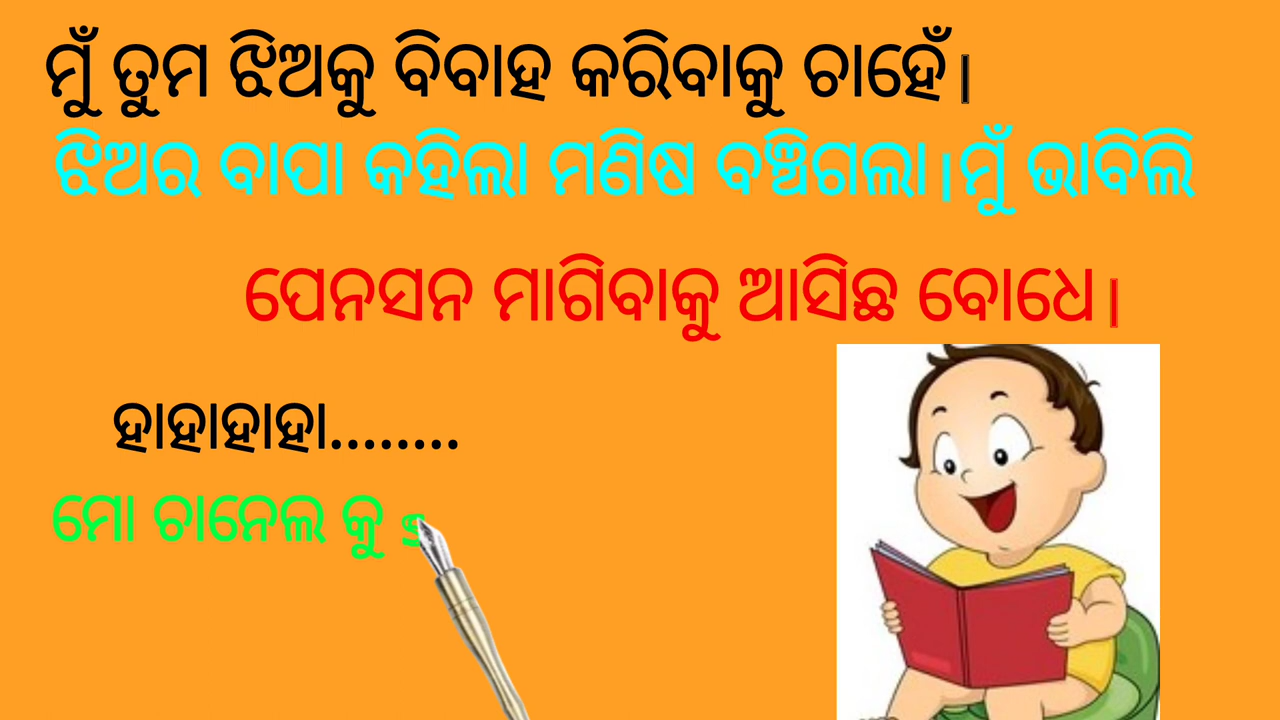 ମୁଁ ତୁମ ଝିଅକୁ ବିବାହ କରିବାକୁ ଚାହେଁ।
ଝିଅର ବାପା କହିଲା ମଣିଷ ବଞ୍ଚିଗଲା।ମୁଁ ଭାବିଲି
ପେନସନ ମାଗିବାକୁ ଆସିଛ ବୋଧେ।
ହାହାହାହା........
ମୋ ଚାନେଲ କୁ